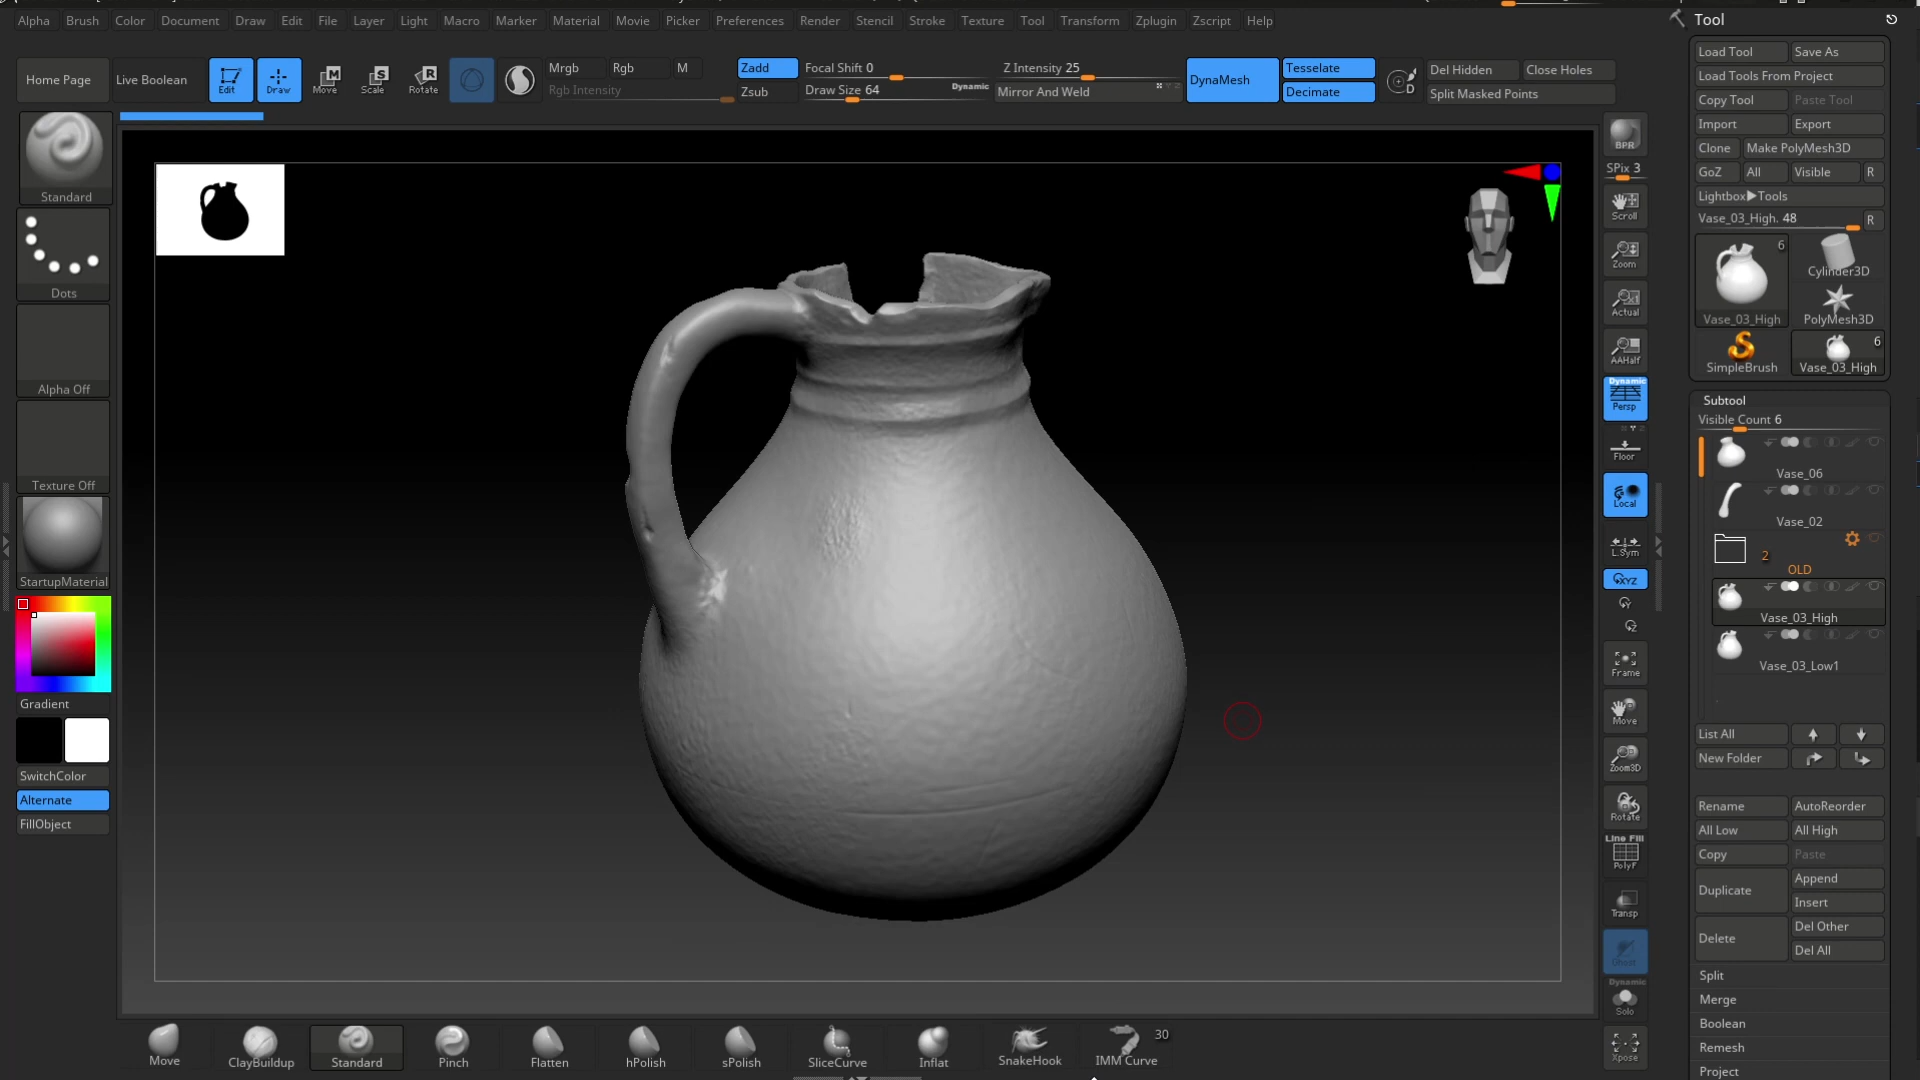 Alpha Brush Color Document Draw Edit File Layer Light Macro Marker Material Movie Picker Preferences Render Stencil Stroke Texture Tool Transform Zplugin Zscript Help
Home Page
Live Boolean
Edit
Draw
Move
Scale
Rotate
Mrgb Rgb M
Rgb Intensity
Zadd
Zsub
Focal Shift 0
Draw Size 64
Dynamic
Z Intensity 25
Mirror And Weld
DynaMesh
Tesselate
Decimate
Del Hidden
Close Holes
Split Masked Points
Standard
Dots
Alpha Off
Texture Off
StartupMaterial
Gradient
SwitchColor
Alternate
FillObject
BPR
SPix 3
Scroll
Zoom
Actual
AAHalf
Dynamic
Persp
Floor
Local
L.Sym
XYZ
Y
Z
Frame
Move
Zoom3D
Rotate
Line Fill
PolyF
Transp
Ghost
Dynamic
Solo
Xpose
Tool
Load Tool Save As
Load Tools From Project
Copy Tool Paste Tool
Import Export
Clone Make PolyMesh3D
GoZ All Visible R
Lightbox▶Tools
Vase_03_High. 48 R
6
Vase_03_High
Cylinder3D
PolyMesh3D
SimpleBrush
6
Vase_03_High
Subtool
Visible Count 6
Vase_06
Vase_02
2
OLD
Vase_03_High
Vase_03_Low1
List All
New Folder
Rename AutoReorder
All Low All High
Copy Paste
Duplicate Append
Insert
Delete Del Other
Del All
Split
Merge
Boolean
Remesh
Project
Move
ClayBuildup
Standard
Pinch
Flatten
hPolish
sPolish
SliceCurve
Inflat
SnakeHook
IMM Curve
30